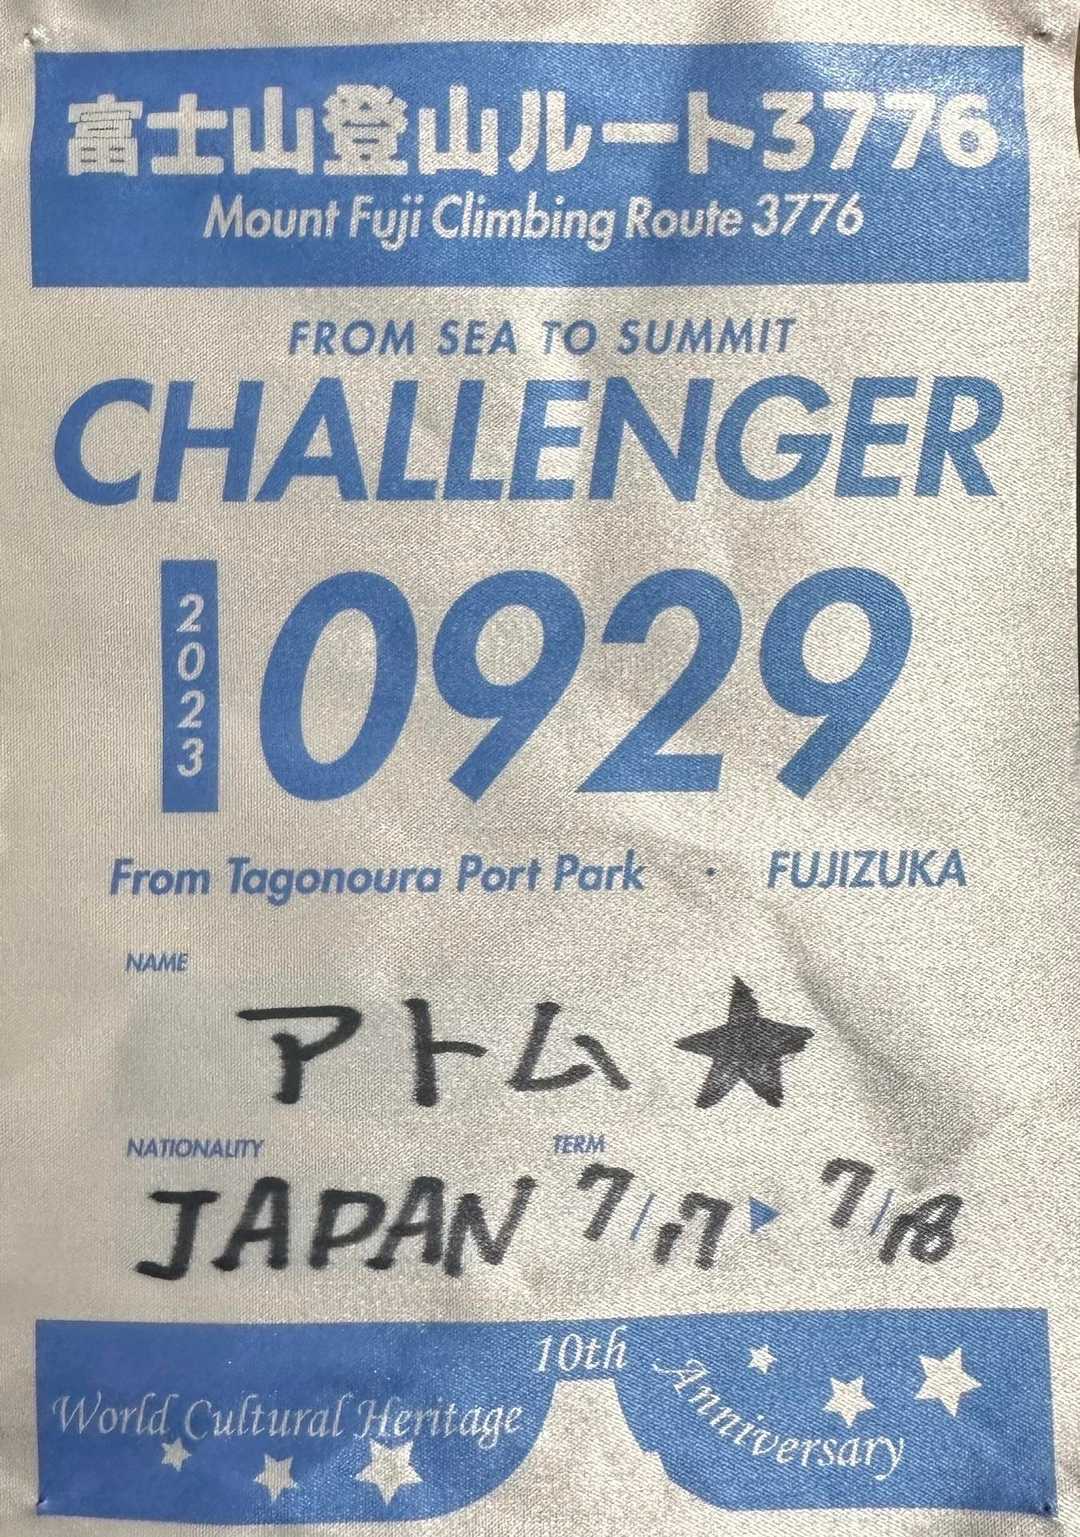 富士山登山ルート3776
Mount Fuji Climbing Route 3776
FROM SEA TO SUMMIT
CHALLENGER
2023
0929
From Tagonoura Port Park ・ FUJIZUKA
NAME
アトム★
NATIONALITY
JAPAN
TERM
7/17▶7/18
World Cultural Heritage 10th Anniversary